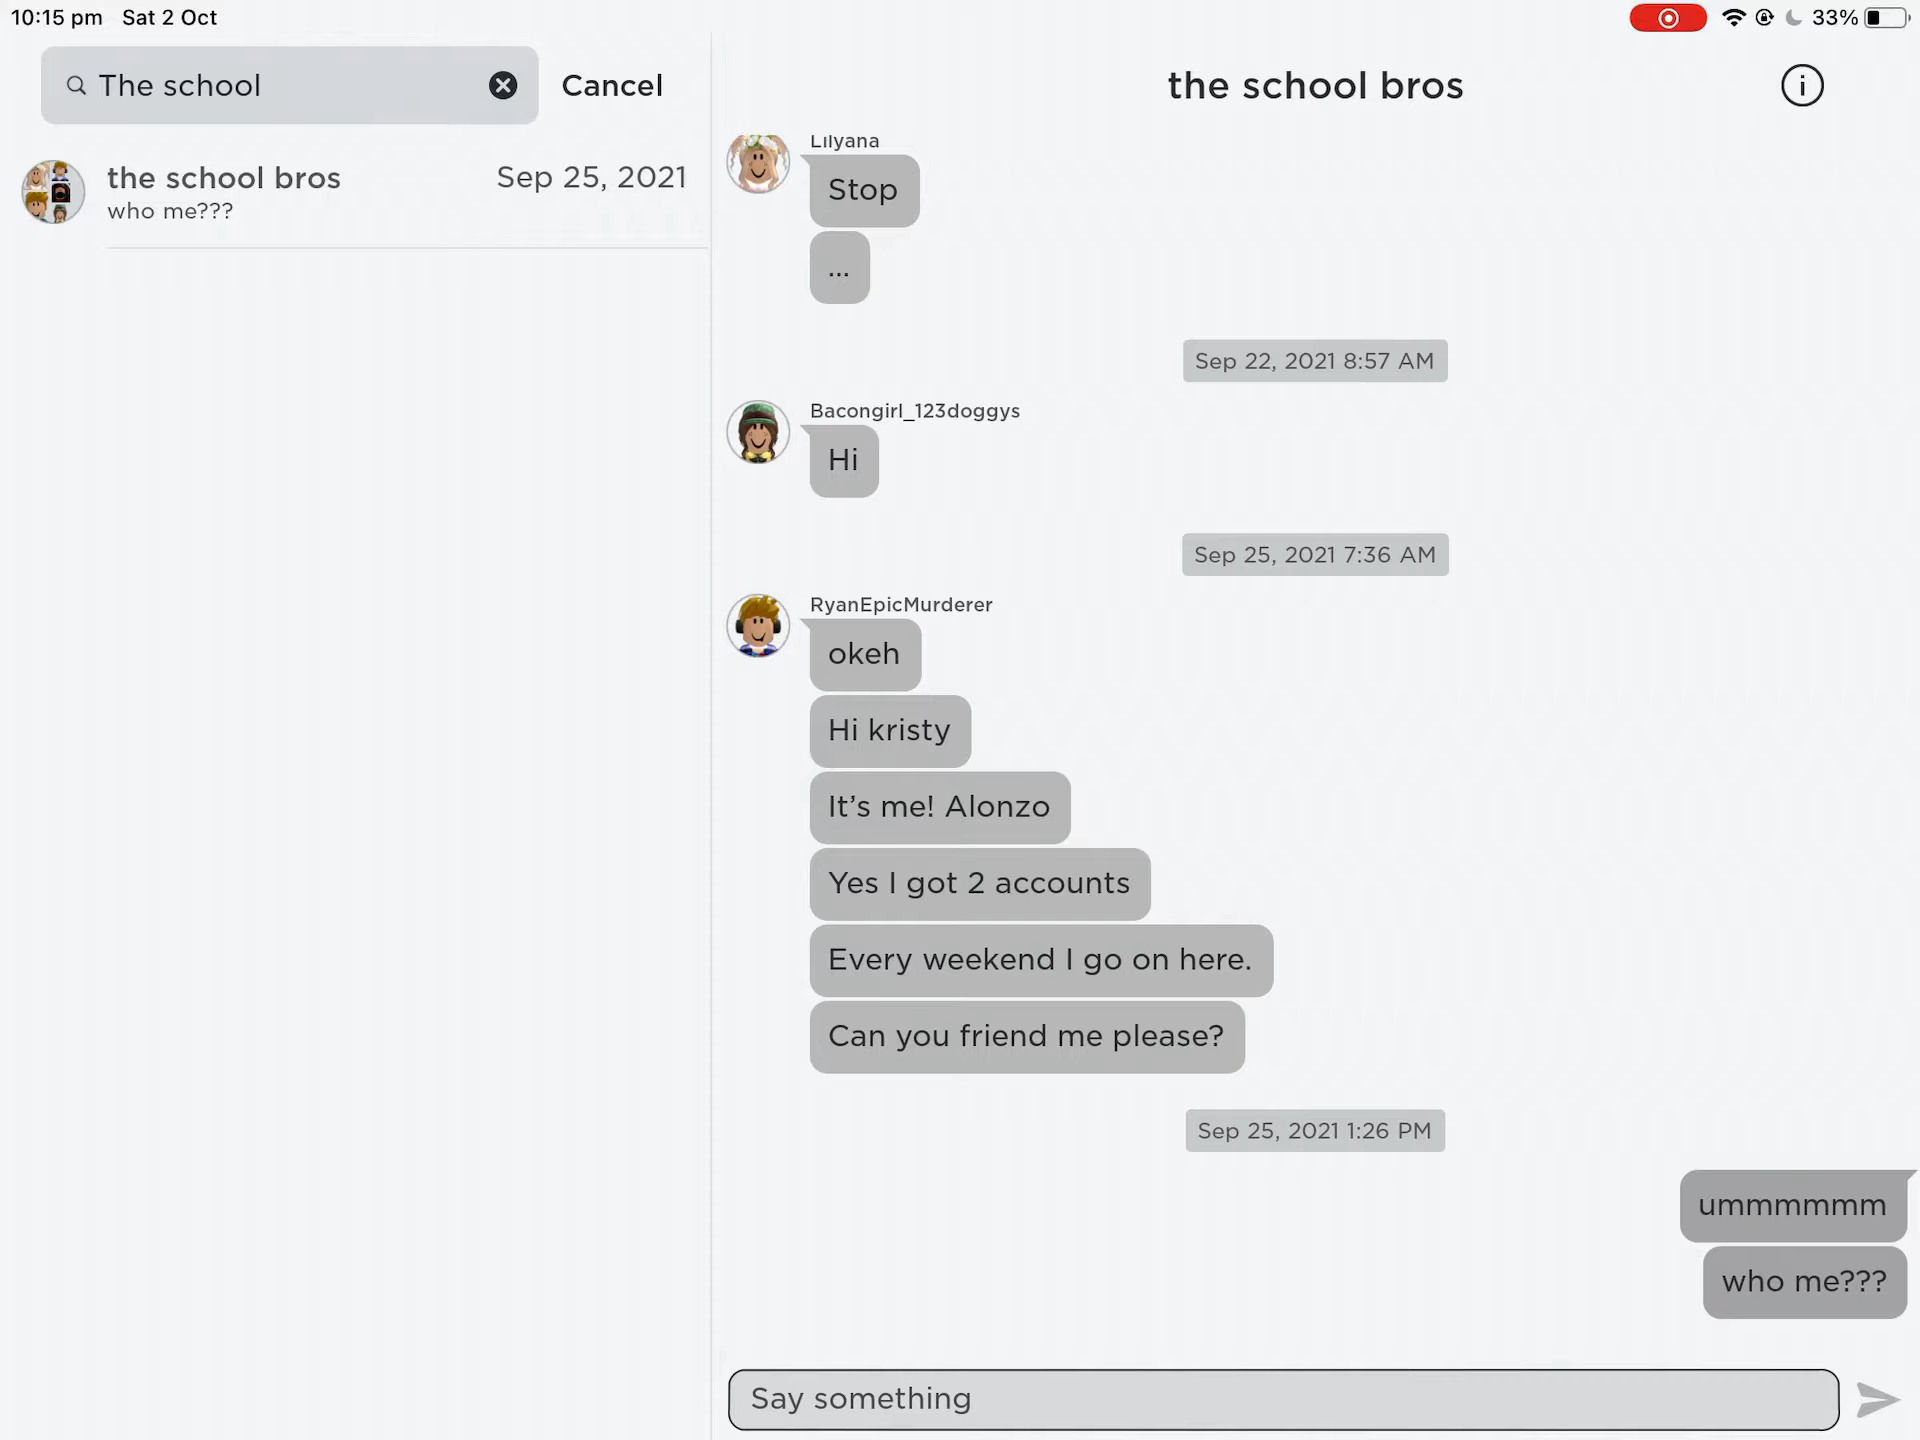 10:15 pm Sat 2 Oct
33%
The school
Cancel
the school bros
Sep 25, 2021
who me???
the school bros
Lilyana
Stop
...
Sep 22, 2021 8:57 AM
Bacongirl_123doggys
Hi
Sep 25, 2021 7:36 AM
RyanEpicMurderer
okeh
Hi kristy
It’s me! Alonzo
Yes I got 2 accounts
Every weekend I go on here.
Can you friend me please?
Sep 25, 2021 1:26 PM
ummmmmm
who me???
Say something